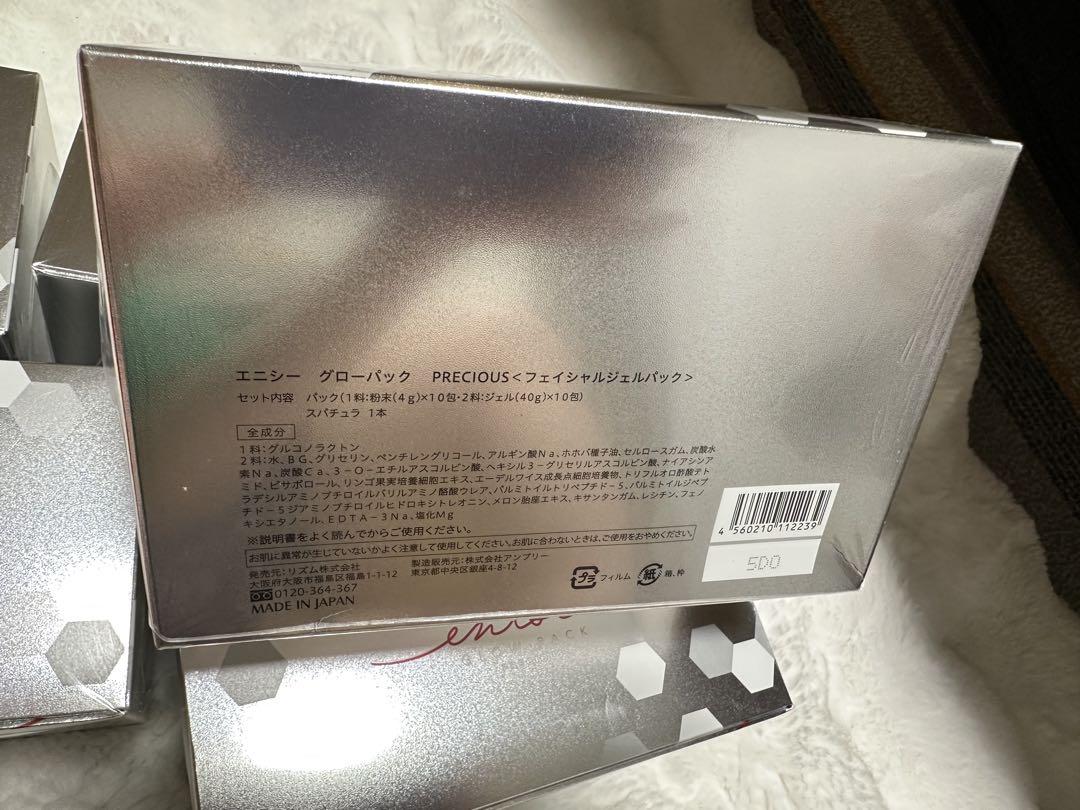 エニシー グローパック PRECIOUS<フェイシャルジェルパック>
セット内容 パック(1料:粉末(4g)×10包・2料:ジェル(40g)×10包)
スパチュラ 1本
全成分
1料:グルコノラクトン
2料:水、BG、グリセリン、ペンチレングリコール、アルギン酸Na、ホホバ種子油、セルロースガム、炭酸水
素Na、炭酸Ca、3-O-エチルアスコルビン酸、ヘキシル3-グリセリルアスコルビン酸、ナイアシンア
ミド、ビサボロール、リンゴ果実培養細胞エキス、エーデルワイス成長点細胞培養物、トリフルオロ酢酸テト
ラデシルアミノブチロイルバリルアミノ酪酸ウレア、パルミトイルトリペプチド-5、パルミトイルジペプ
チド-5ジアミノブチロイルヒドロキシトレオニン、メロン胎座エキス、キサンタンガム、レシチン、フェノ
キシエタノール、EDTA-3Na、塩化Mg
※説明書をよく読んでからご使用ください。
お肌に異常が生じていないかよく注意して使用してください。お肌に合わないときは、ご使用をおやめください。
発売元:リズム株式会社
大阪府大阪市福島区福島1-1-12
0120-364-367
MADE IN JAPAN
製造販売元:株式会社アンプリー
東京都中央区銀座4-8-12
プラ フィルム
紙 箱、枠
4 560210 112239
5D0
GLOW PACK